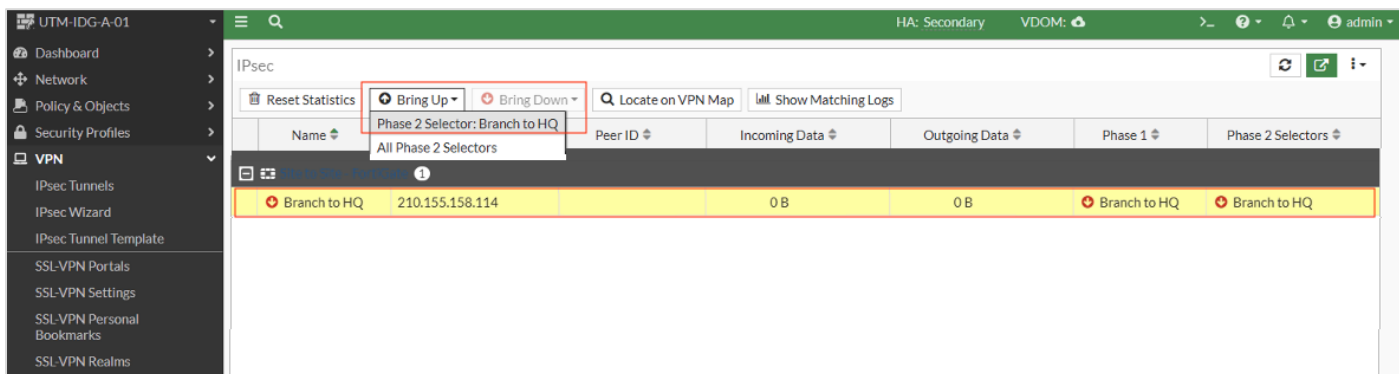 UTM-IDG-A-01
HA: Secondary VDOM:
>_ admin
Dashboard
Network
Policy & Objects
Security Profiles
VPN
IPsec Tunnels
IPsec Wizard
IPsec Tunnel Template
SSL-VPN Portals
SSL-VPN Settings
SSL-VPN Personal
Bookmarks
SSL-VPN Realms
IPsec
Reset Statistics Bring Up Bring Down Locate on VPN Map Show Matching Logs
Phase 2 Selector: Branch to HQ
All Phase 2 Selectors
Name Peer ID Incoming Data Outgoing Data Phase 1 Phase 2 Selectors
1
Branch to HQ 210.155.158.114 0 B 0 B Branch to HQ Branch to HQ